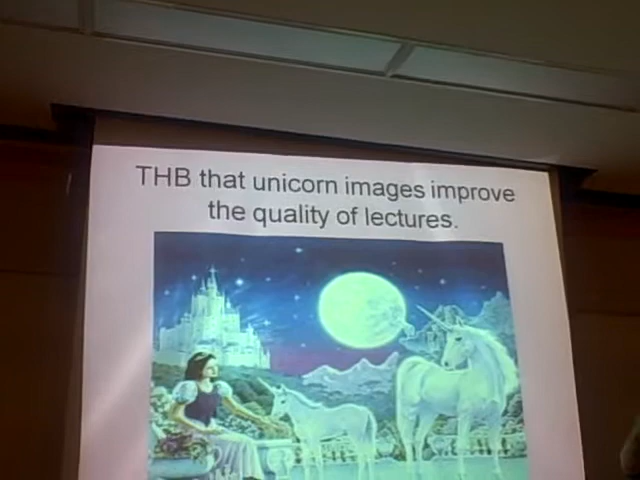 THB that unicorn images improve
the quality of lectures.